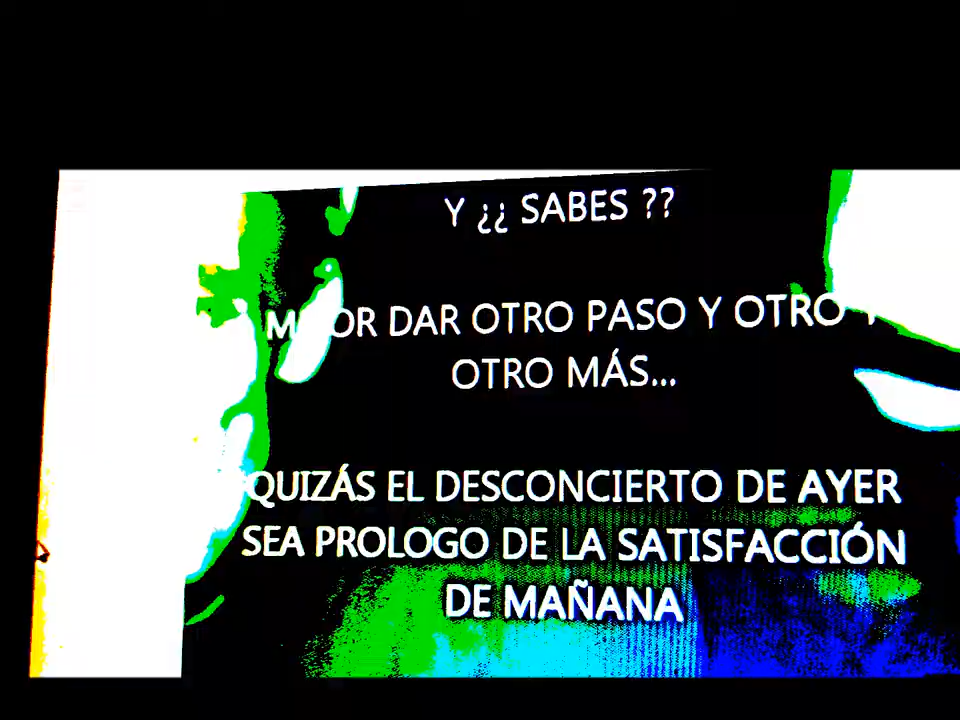 Y ¿¿ SABES ??
DAR OTRO PASO Y OTRO
OTRO MÁS...
QUIZÁS EL DESCONCIERTO DE AYER
SEA PROLOGO DE LA SATISFACCIÓN
DE MAÑANA